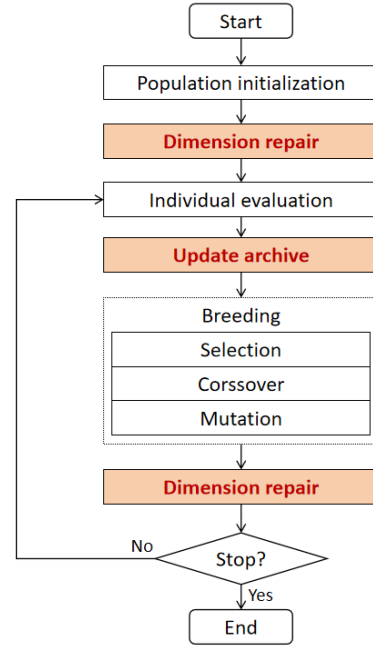 Start
Population initialization
Dimension repair
Individual evaluation
Update archive
Breeding
Selection
Corssover
Mutation
Dimension repair
No
Stop?
Yes
End